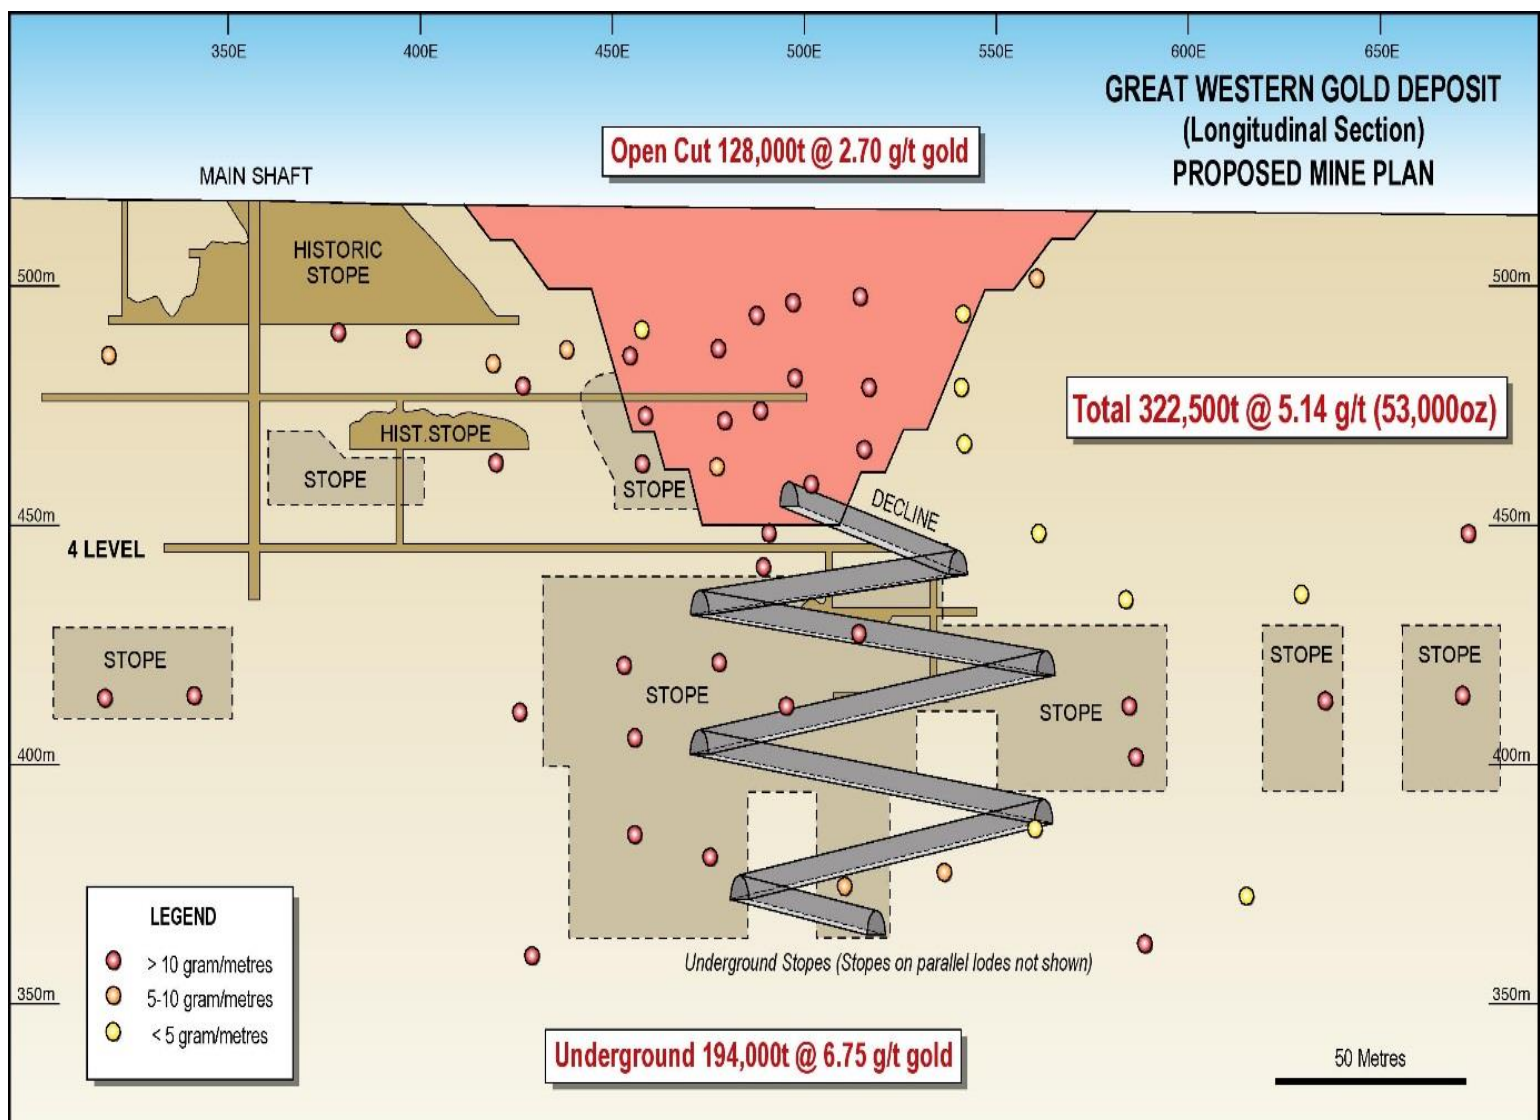 350E 400E 450E 500E 550E 600E 650E
GREAT WESTERN GOLD DEPOSIT
(Longitudinal Section)
PROPOSED MINE PLAN
Open Cut 128,000t @ 2.70 g/t gold
MAIN SHAFT
HISTORIC
STOPE
500m 500m
Total 322,500t @ 5.14 g/t (53,000oz)
HIST.STOPE
STOPE
STOPE
DECLINE
450m 450m
4 LEVEL
STOPE
STOPE
STOPE
STOPE
STOPE
400m 400m
LEGEND
> 10 gram/metres
5-10 gram/metres
< 5 gram/metres
Underground Stopes (Stopes on parallel lodes not shown)
350m 350m
Underground 194,000t @ 6.75 g/t gold
50 Metres